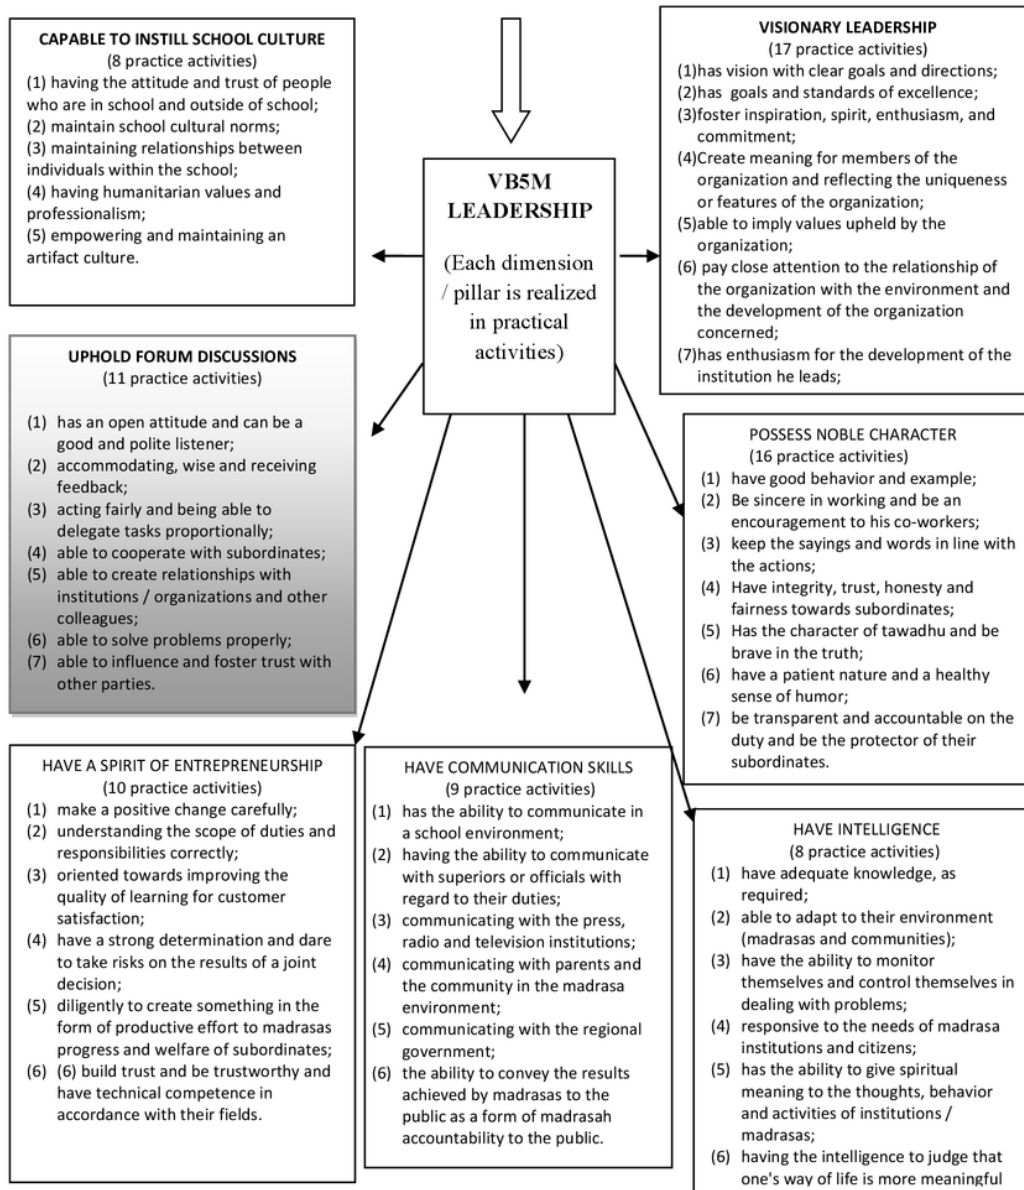 CAPABLE TO INSTILL SCHOOL CULTURE
(8 practice activities)
(1) having the attitude and trust of people
who are in school and outside of school;
(2) maintain school cultural norms;
(3) maintaining relationships between
individuals within the school;
(4) having humanitarian values and
professionalism;
(5) empowering and maintaining an
artifact culture.
VB5M
LEADERSHIP
(Each dimension
/ pillar is realized
in practical
activities)
VISIONARY LEADERSHIP
(17 practice activities)
(1)has vision with clear goals and directions;
(2)has goals and standards of excellence;
(3)foster inspiration, spirit, enthusiasm, and
commitment;
(4)Create meaning for members of the
organization and reflecting the uniqueness
or features of the organization;
(5)able to imply values upheld by the
organization;
(6) pay close attention to the relationship of
the organization with the environment and
the development of the organization
concerned;
(7)has enthusiasm for the development of the
institution he leads;
UPHOLD FORUM DISCUSSIONS
(11 practice activities)
(1) has an open attitude and can be a
good and polite listener;
(2) accommodating, wise and receiving
feedback;
(3) acting fairly and being able to
delegate tasks proportionally;
(4) able to cooperate with subordinates;
(5) able to create relationships with
institutions / organizations and other
colleagues;
(6) able to solve problems properly;
(7) able to influence and foster trust with
other parties.
POSSESS NOBLE CHARACTER
(16 practice activities)
(1) have good behavior and example;
(2) Be sincere in working and be an
encouragement to his co-workers;
(3) keep the sayings and words in line with
the actions;
(4) Have integrity, trust, honesty and
fairness towards subordinates;
(5) Has the character of tawadhu and be
brave in the truth;
(6) have a patient nature and a healthy
sense of humor;
(7) be transparent and accountable on the
duty and be the protector of their
subordinates.
HAVE A SPIRIT OF ENTREPRENEURSHIP
(10 practice activities)
(1) make a positive change carefully;
(2) understanding the scope of duties and
responsibilities correctly;
(3) oriented towards improving the
quality of learning for customer
satisfaction;
(4) have a strong determination and dare
to take risks on the results of a joint
decision;
(5) diligently to create something in the
form of productive effort to madrasas
progress and welfare of subordinates;
(6) (6) build trust and be trustworthy and
have technical competence in
accordance with their fields.
HAVE COMMUNICATION SKILLS
(9 practice activities)
(1) has the ability to communicate in
a school environment;
(2) having the ability to communicate
with superiors or officials with
regard to their duties;
(3) communicating with the press,
radio and television institutions;
(4) communicating with parents and
the community in the madrasa
environment;
(5) communicating with the regional
government;
(6) the ability to convey the results
achieved by madrasas to the
public as a form of madrasah
accountability to the public.
HAVE INTELLIGENCE
(8 practice activities)
(1) have adequate knowledge, as
required;
(2) able to adapt to their environment
(madrasas and communities);
(3) have the ability to monitor
themselves and control themselves in
dealing with problems;
(4) responsive to the needs of madrasa
institutions and citizens;
(5) has the ability to give spiritual
meaning to the thoughts, behavior
and activities of institutions /
madrasas;
(6) having the intelligence to judge that
one's way of life is more meaningful